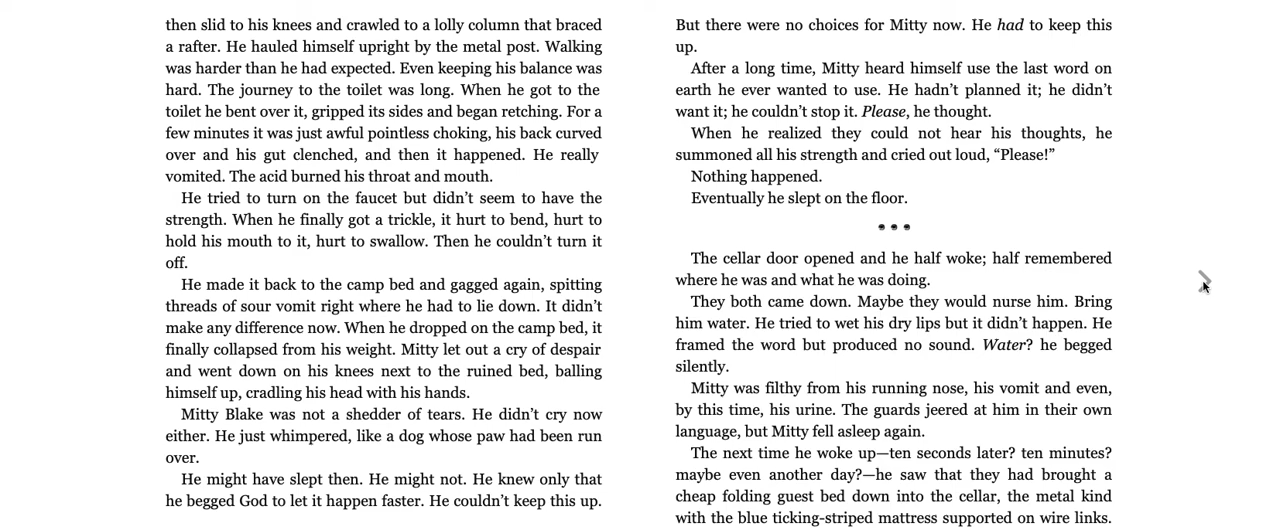 then slid to his knees and crawled to a lolly column that braced
a rafter. He hauled himself upright by the metal post. Walking
was harder than he had expected. Even keeping his balance was
hard. The journey to the toilet was long. When he got to the
toilet he bent over it, gripped its sides and began retching. For a
few minutes it was just awful pointless choking, his back curved
over and his gut clenched, and then it happened. He really
vomited. The acid burned his throat and mouth.
He tried to turn on the faucet but didn’t seem to have the
strength. When he finally got a trickle, it hurt to bend, hurt to
hold his mouth to it, hurt to swallow. Then he couldn’t turn it
off.
He made it back to the camp bed and gagged again, spitting
threads of sour vomit right where he had to lie down. It didn’t
make any difference now. When he dropped on the camp bed, it
finally collapsed from his weight. Mitty let out a cry of despair
and went down on his knees next to the ruined bed, balling
himself up, cradling his head with his hands.
Mitty Blake was not a shedder of tears. He didn’t cry now
either. He just whimpered, like a dog whose paw had been run
over.
He might have slept then. He might not. He knew only that
he begged God to let it happen faster. He couldn’t keep this up.
But there were no choices for Mitty now. He had to keep this
up.
After a long time, Mitty heard himself use the last word on
earth he ever wanted to use. He hadn’t planned it; he didn’t
want it; he couldn’t stop it. Please, he thought.
When he realized they could not hear his thoughts, he
summoned all his strength and cried out loud, “Please!”
Nothing happened.
Eventually he slept on the floor.
The cellar door opened and he half woke; half remembered
where he was and what he was doing.
They both came down. Maybe they would nurse him. Bring
him water. He tried to wet his dry lips but it didn’t happen. He
framed the word but produced no sound. Water? he begged
silently.
Mitty was filthy from his running nose, his vomit and even,
by this time, his urine. The guards jeered at him in their own
language, but Mitty fell asleep again.
The next time he woke up—ten seconds later? ten minutes?
maybe even another day?—he saw that they had brought a
cheap folding guest bed down into the cellar, the metal kind
with the blue ticking-striped mattress supported on wire links.